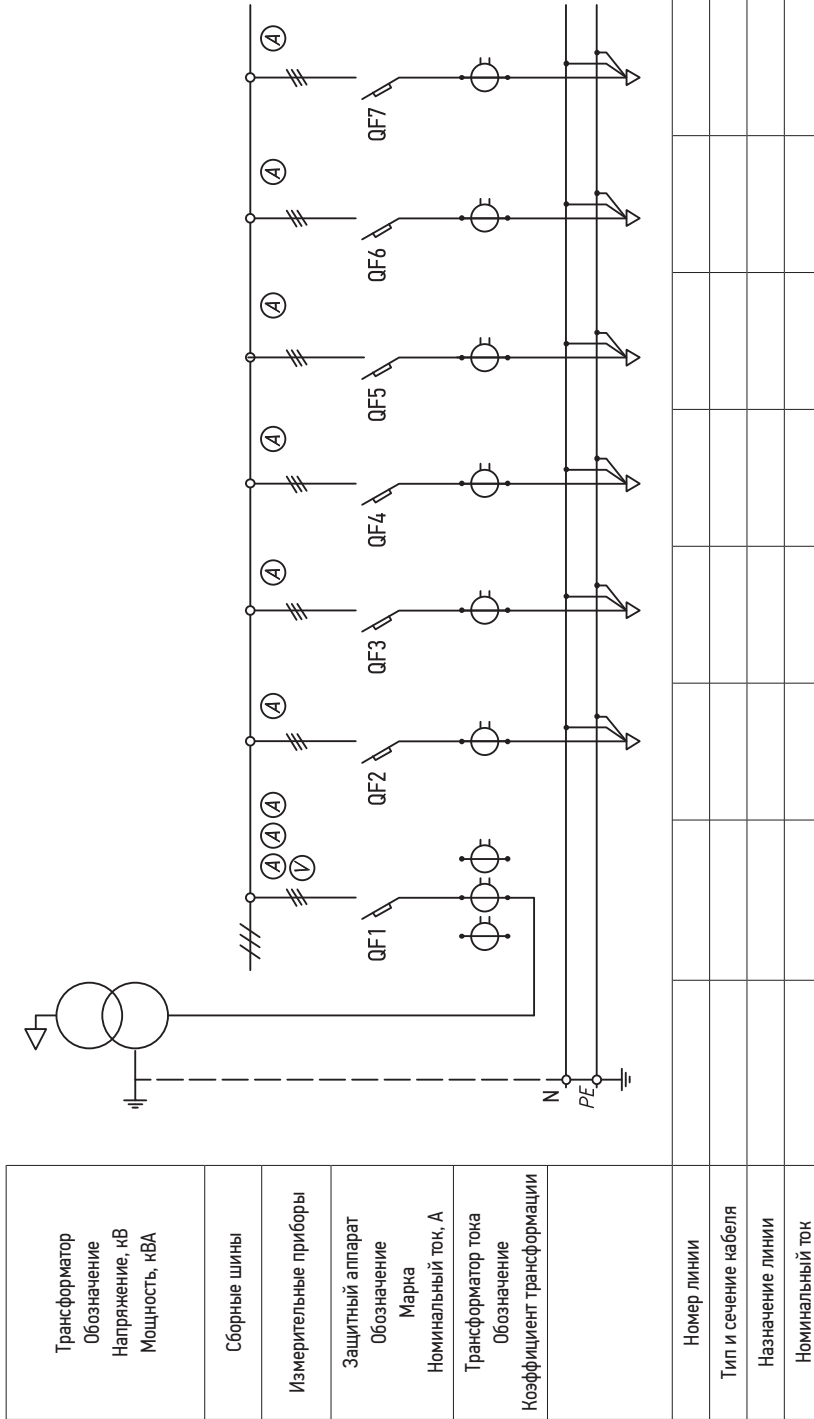 Трансформатор
Обозначение
Напряжение, кВ
Мощность, кВА
Сборные шины
Измерительные приборы
A A A A A A A A A
V
Защитный аппарат
Обозначение
Марка
Номинальный ток, А
QF1 QF2 QF3 QF4 QF5 QF6 QF7
Трансформатор тока
Обозначение
Коэффициент трансформации
N
PE
Номер линии
Тип и сечение кабеля
Назначение линии
Номинальный ток